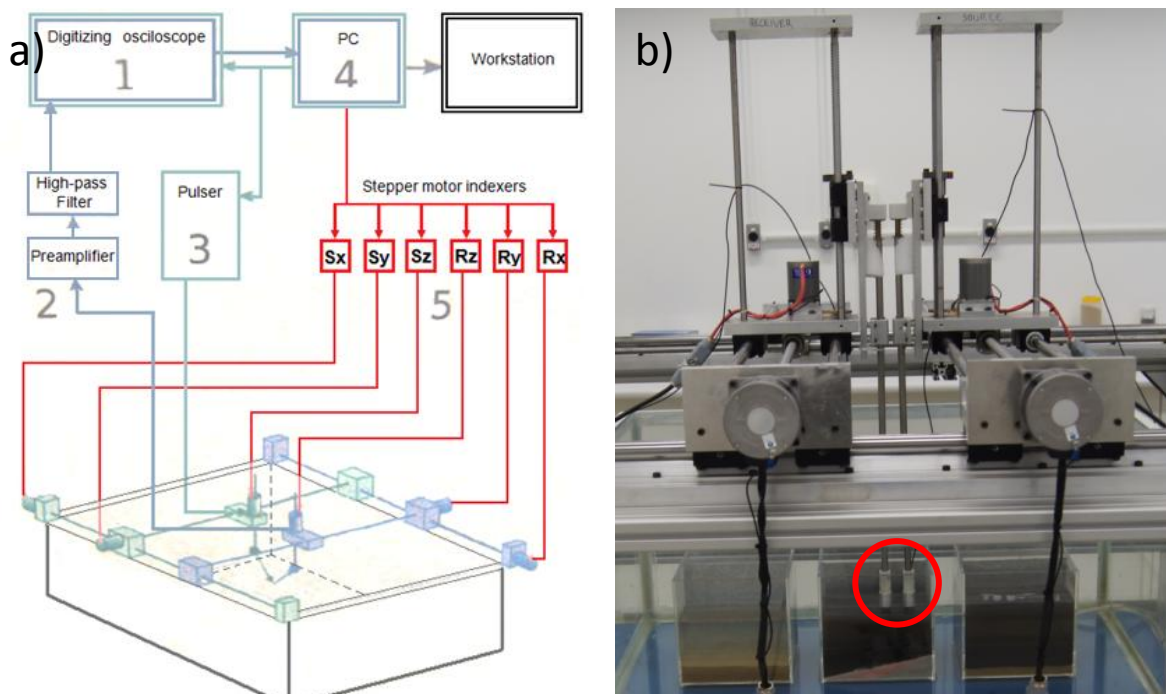 a)
Digitizing osciloscope
1
PC
4
Workstation
High-pass
Filter
Pulser
3
Stepper motor indexers
Preamplifier
2
Sx
Sy
Sz
Rz
Ry
Rx
5
b)
RECEIVER
SOURCE